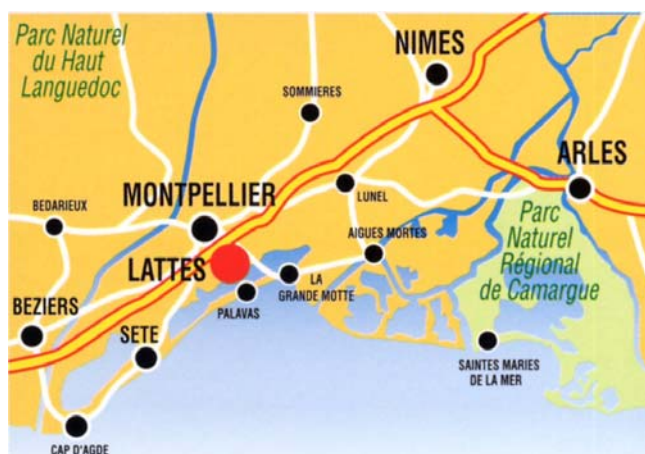 Parc Naturel
du Haut
Languedoc
NIMES
SOMMIERES
ARLES
MONTPELLIER
LUNEL
BEDARIEUX
Parc
Naturel
Régional
de Camargue
AIGUES MORTES
LATTES
LA
GRANDE MOTTE
PALAVAS
BEZIERS
SETE
SAINTES MARIES
DE LA MER
CAP D'AGDE